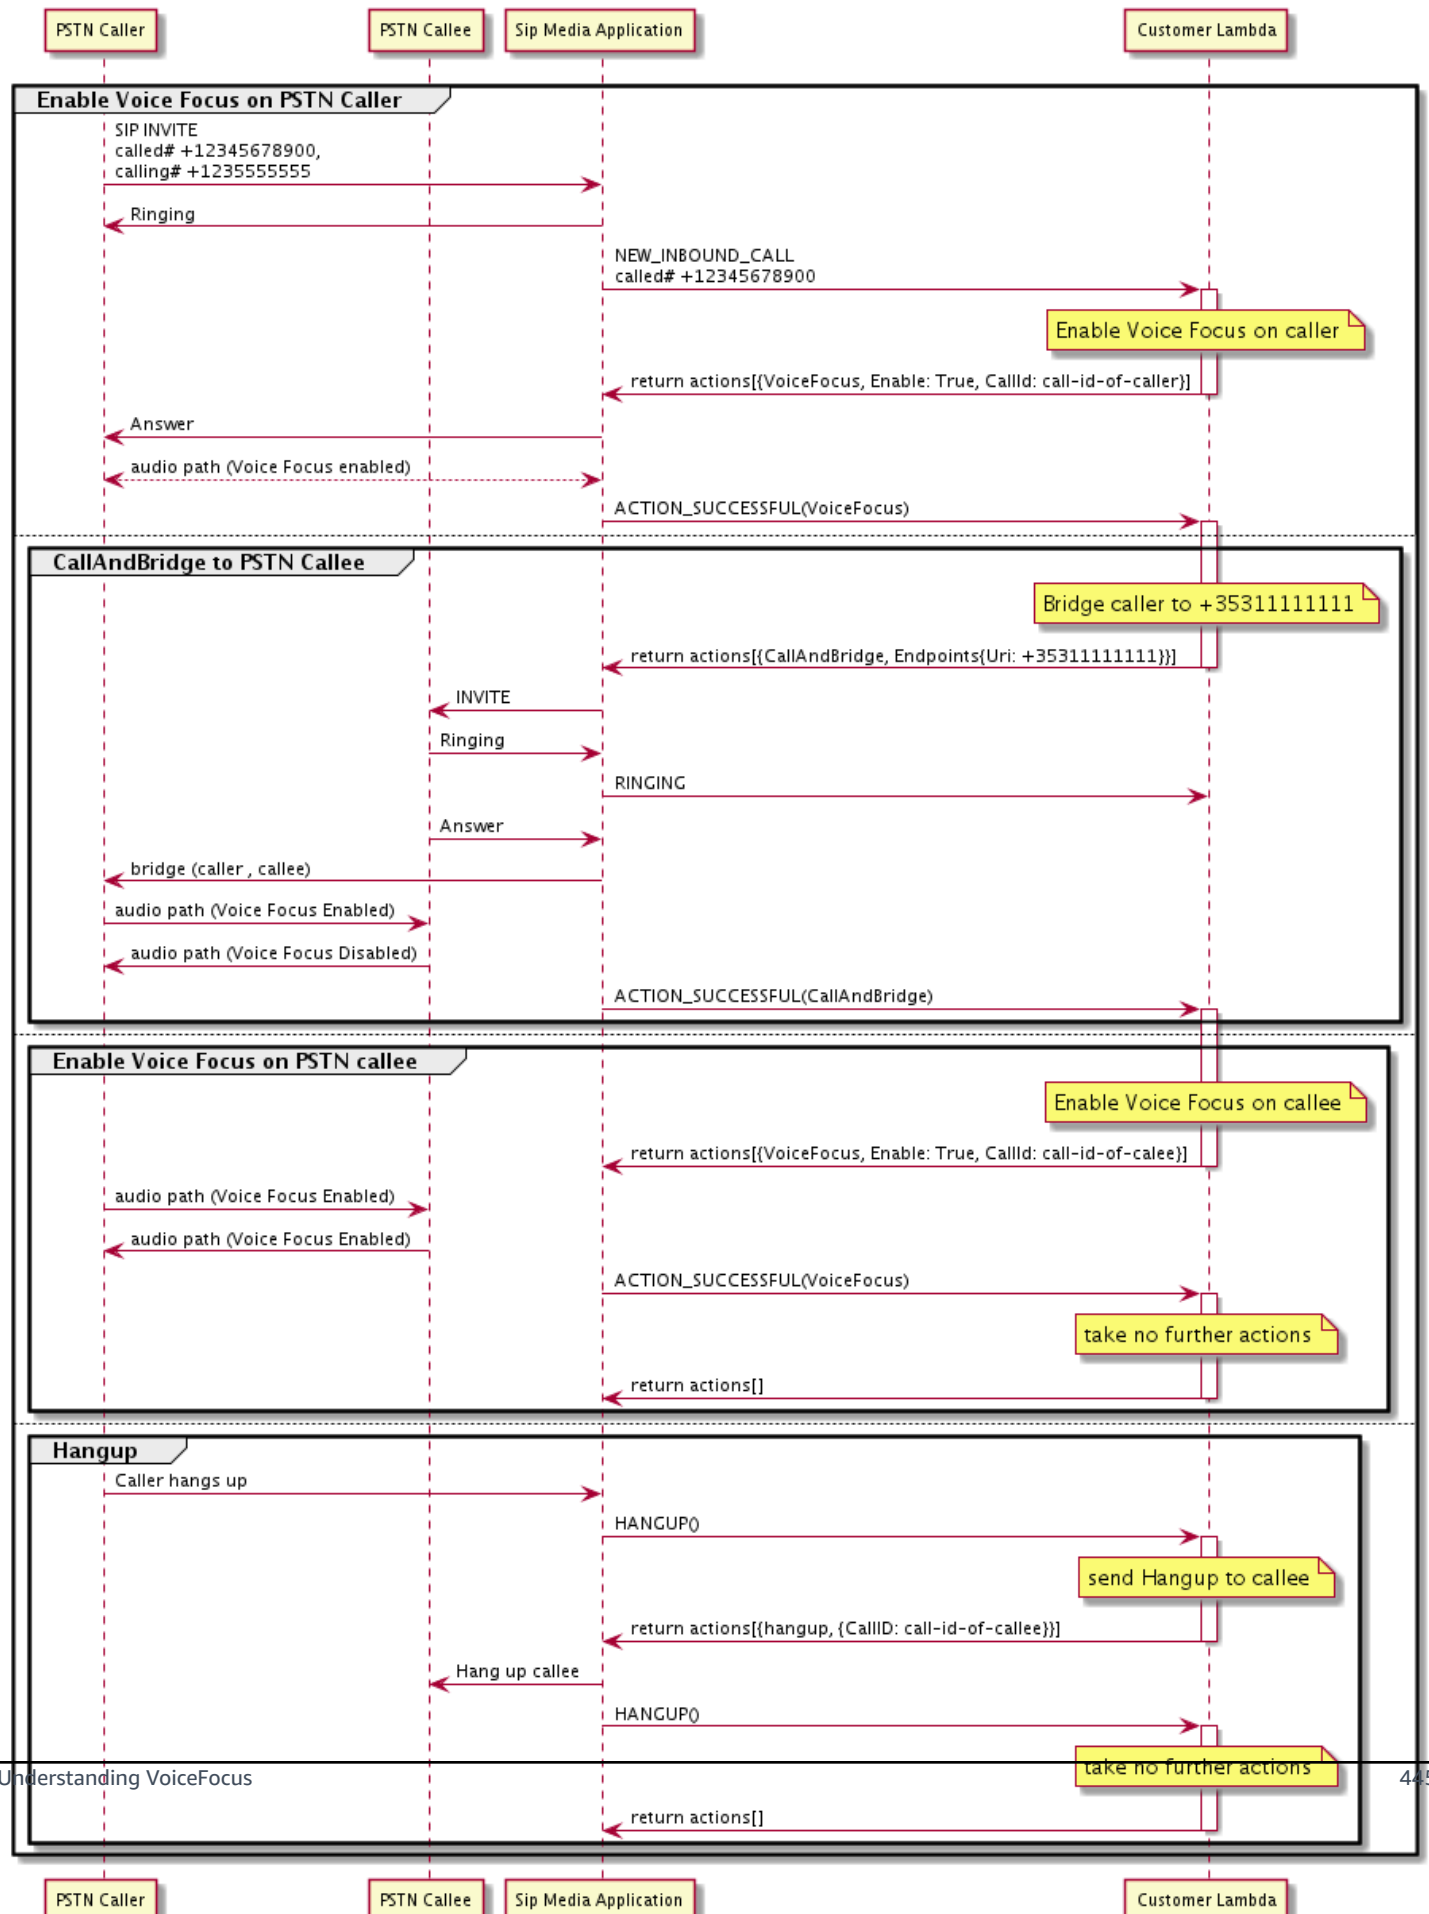 PSTN Caller
PSTN Callee
Sip Media Application
Customer Lambda
Enable Voice Focus on PSTN Caller
SIP INVITE
called# +12345678900,
calling# +1235555555
Ringing
NEW_INBOUND_CALL
called# +12345678900
Enable Voice Focus on caller
return actions[{VoiceFocus, Enable: True, CallId: call-id-of-caller}]
Answer
audio path (Voice Focus enabled)
ACTION_SUCCESSFUL(VoiceFocus)
CallAndBridge to PSTN Callee
Bridge caller to +35311111111
return actions[{CallAndBridge, Endpoints{Uri: +35311111111}}]
INVITE
Ringing
RINGING
Answer
bridge (caller , callee)
audio path (Voice Focus Enabled)
audio path (Voice Focus Disabled)
ACTION_SUCCESSFUL(CallAndBridge)
Enable Voice Focus on PSTN callee
Enable Voice Focus on callee
return actions[{VoiceFocus, Enable: True, CallId: call-id-of-calee}]
audio path (Voice Focus Enabled)
audio path (Voice Focus Enabled)
ACTION_SUCCESSFUL(VoiceFocus)
take no further actions
return actions[]
Hangup
Caller hangs up
HANGUP()
send Hangup to callee
return actions[{hangup, {CallID: call-id-of-callee}}]
Hang up callee
HANGUP()
take no further actions
Understanding VoiceFocus
445
return actions[]
PSTN Caller
PSTN Callee
Sip Media Application
Customer Lambda